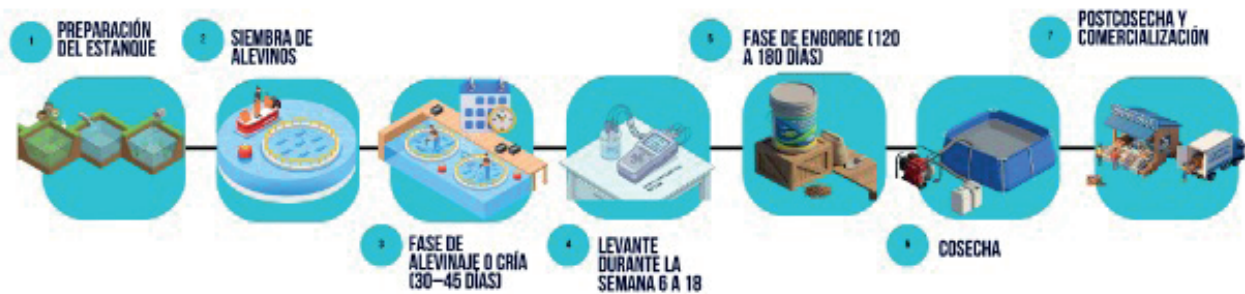 1
PREPARACIÓN
DEL ESTANQUE
2
SIEMBRA DE
ALEVINOS
3
FASE DE
ALEVINAJE O CRÍA
(30–45 DÍAS)
4
LEVANTE
DURANTE LA
SEMANA 6 A 18
5
FASE DE ENGORDE (120
A 180 DÍAS)
COSECHA
7
POSTCOSECHA Y
COMERCIALIZACIÓN